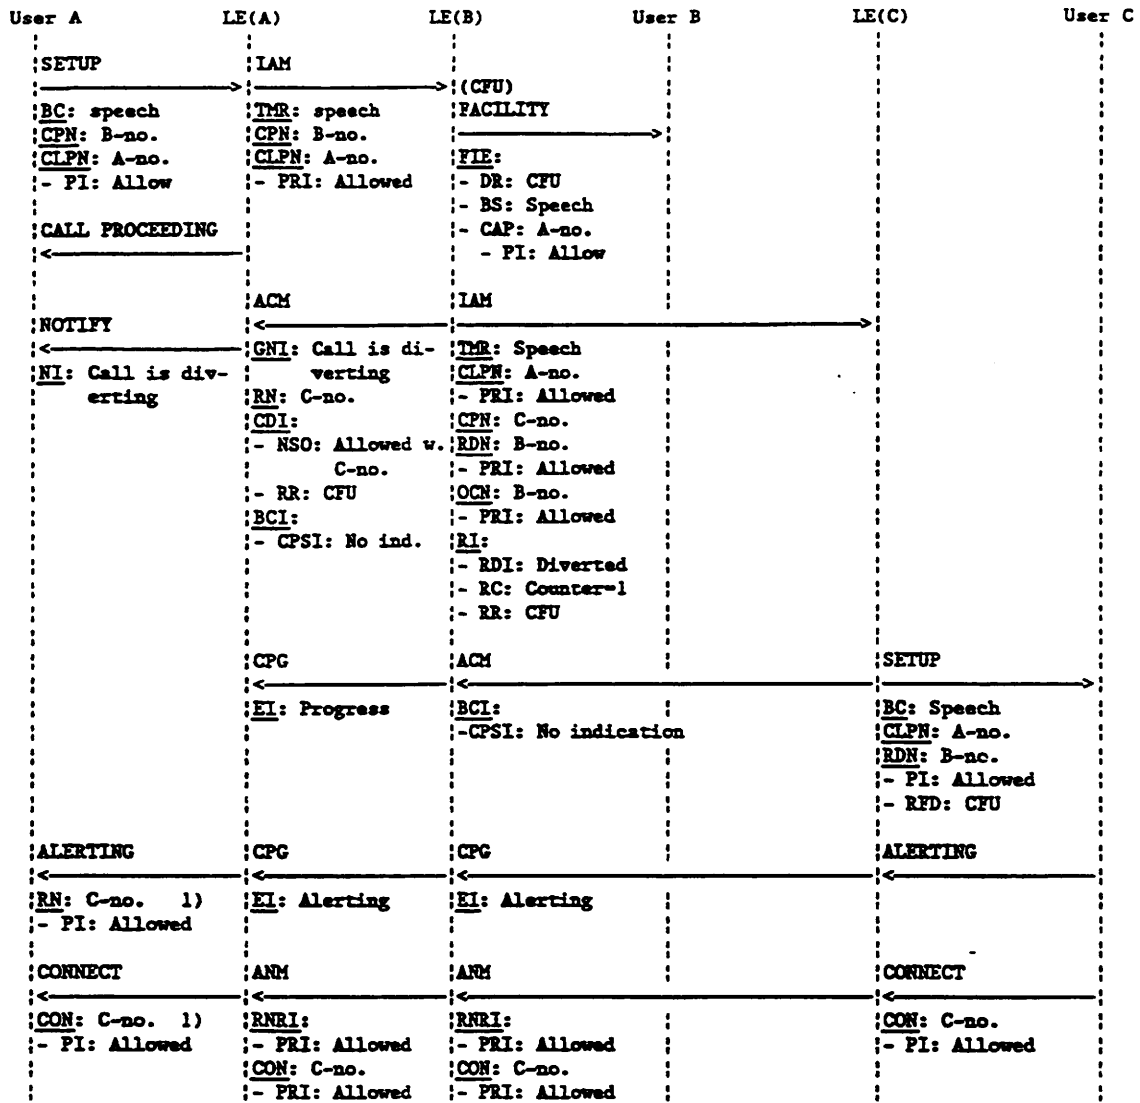 User A LE(A) LE(B) User B LE(C) User C
SETUP IAM
(CFU)
BC: speech TMR: speech FACILITY
CPN: B-no. CPN: B-no.
CLPN: A-no. CLPN: A-no. FIE:
- PI: Allow - PRI: Allowed - DR: CFU
- BS: Speech
CALL PROCEEDING - CAP: A-no.
- PI: Allow
ACM IAM
NOTIFY
GNI: Call is di- TMR: Speech
NI: Call is div- verting CLPN: A-no.
erting RN: C-no. - PRI: Allowed
CDI: CPN: C-no.
- NSO: Allowed w. RDN: B-no.
C-no. - PRI: Allowed
- RR: CFU OCN: B-no.
BCI: - PRI: Allowed
- CPSI: No ind. RI:
- RDI: Diverted
- RC: Counter=1
- RR: CFU
CPG ACM SETUP
EI: Progress BCI: BC: Speech
-CPSI: No indication CLPN: A-no.
RDN: B-no.
- PI: Allowed
- RFD: CFU
ALERTING CPG CPG ALERTING
RN: C-no. 1) EI: Alerting EI: Alerting
- PI: Allowed
CONNECT ANM ANM CONNECT
CON: C-no. 1) RNRI: RNRI: CON: C-no.
- PI: Allowed - PRI: Allowed - PRI: Allowed - PI: Allowed
CON: C-no. CON: C-no.
- PRI: Allowed - PRI: Allowed